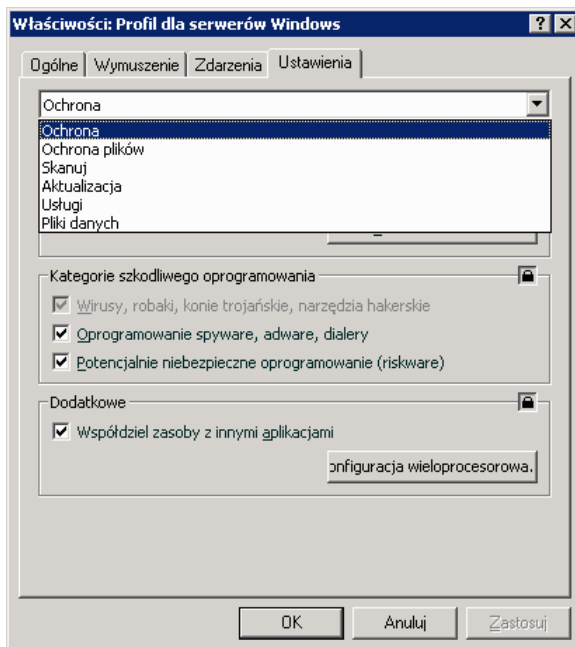 Właściwości: Profil dla serwerów Windows
Ogólne Wymuszenie Zdarzenia Ustawienia
Ochrona
Ochrona
Ochrona plików
Skanuj
Aktualizacja
Usługi
Pliki danych
Kategorie szkodliwego oprogramowania
Wirusy, robaki, konie trojańskie, narzędzia hakerskie
Oprogramowanie spyware, adware, dialery
Potencjalnie niebezpieczne oprogramowanie (riskware)
Dodatkowe
Współdziel zasoby z innymi aplikacjami
onfiguracja wieloprocesorowa.
OK Anuluj Zastosuj